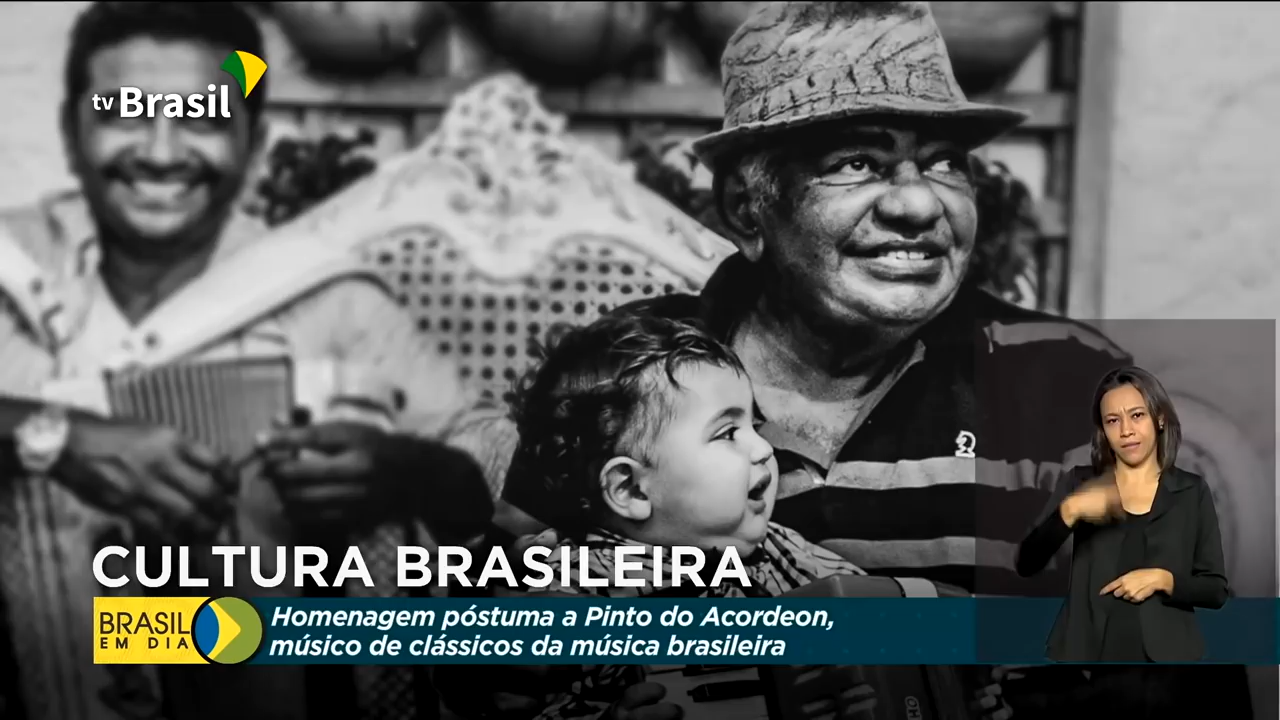 tv Brasil
CULTURA BRASILEIRA
BRASIL
EM DIA
Homenagem póstuma a Pinto do Acordeon,
músico de clássicos da música brasileira